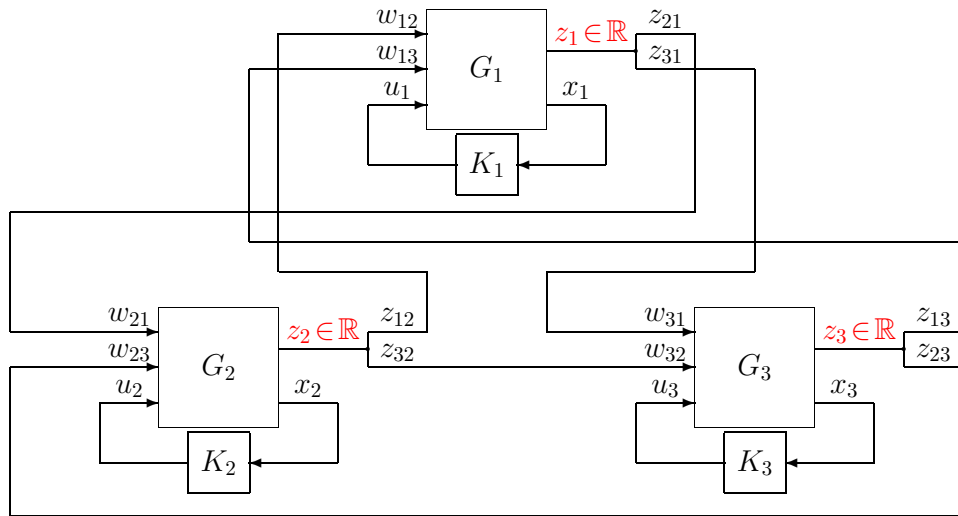 w₁₂ z₁ ∈ ℝ z₂₁
w₁₃ G₁ z₃₁
u₁ x₁
K₁
w₂₁ z₂ ∈ ℝ z₁₂ w₃₁ z₃ ∈ ℝ z₁₃
w₂₃ G₂ z₃₂ w₃₂ G₃ z₂₃
u₂ x₂ u₃ x₃
K₂ K₃